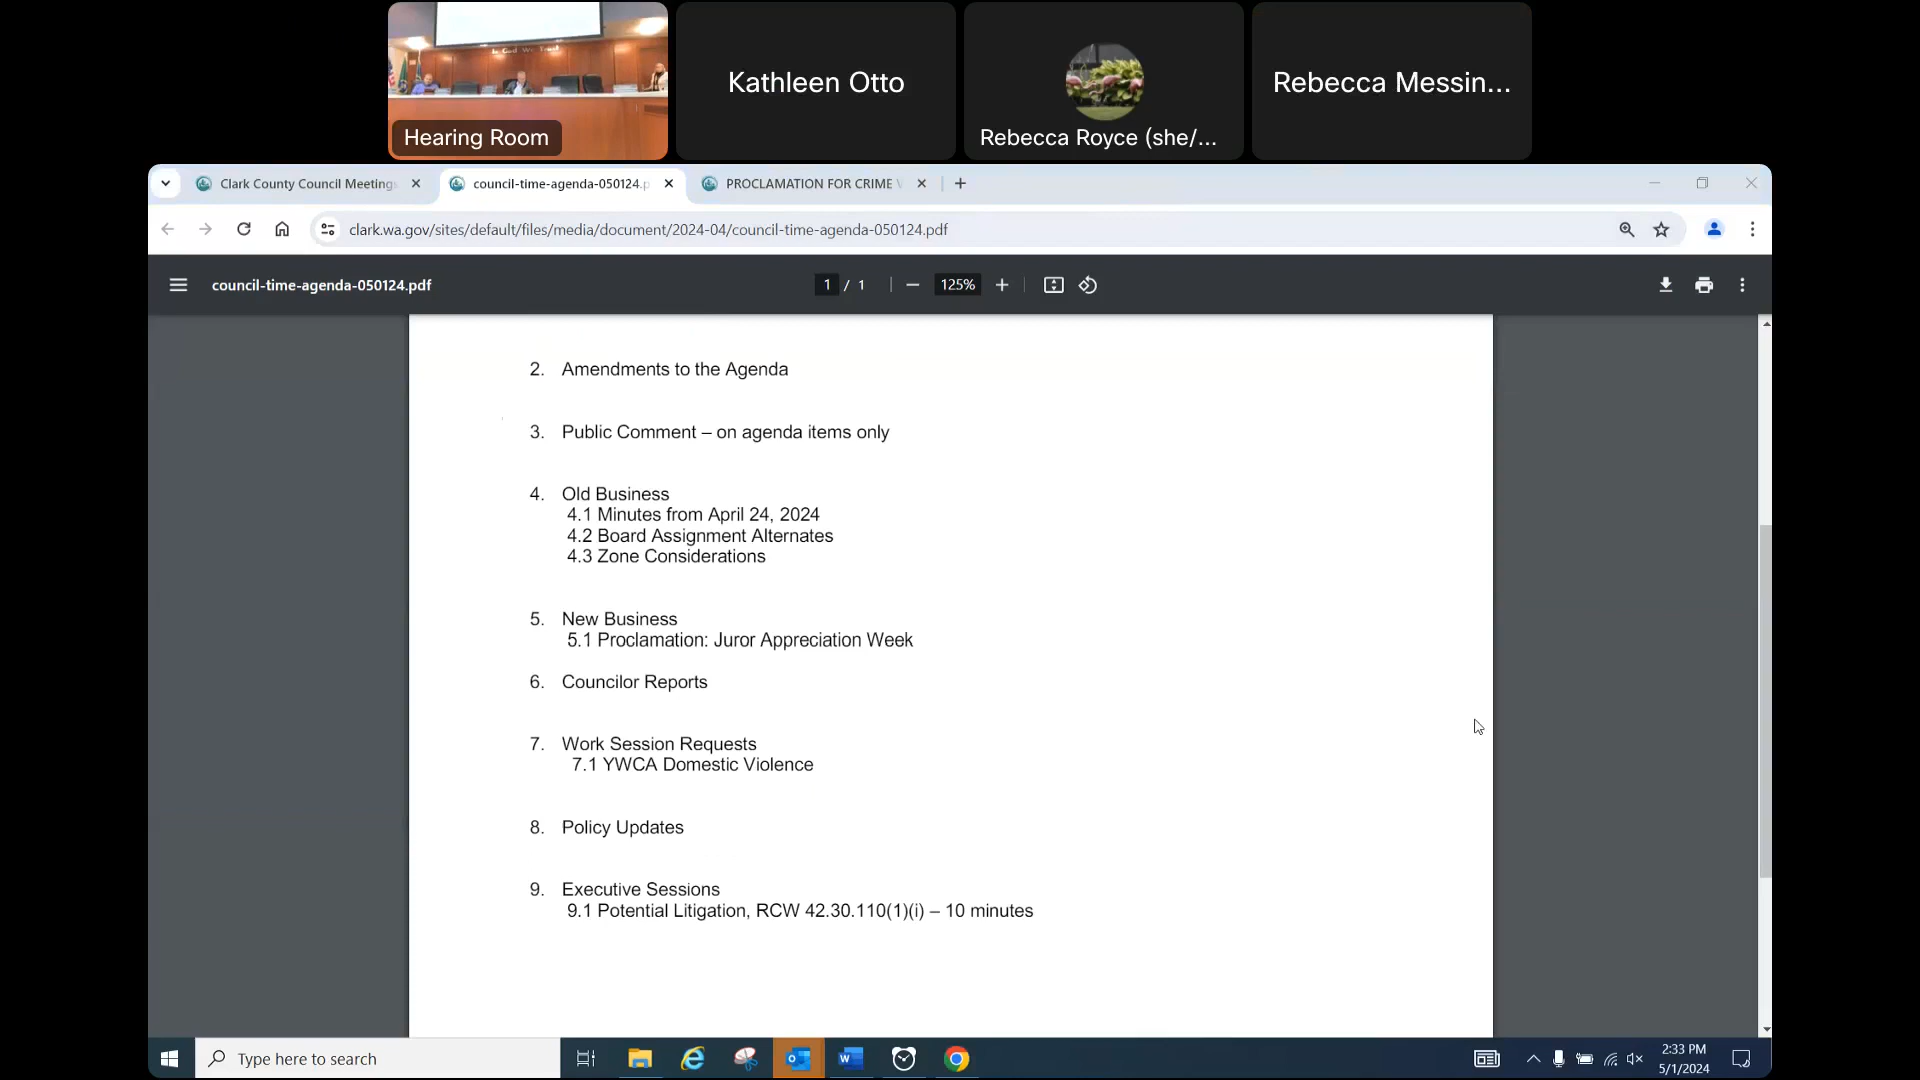 In God We Trust
Hearing Room
Kathleen Otto
Rebecca Royce (she/...
Rebecca Messin...
Clark County Council Meetings
council-time-agenda-050124.p
PROCLAMATION FOR CRIME V
clark.wa.gov/sites/default/files/media/document/2024-04/council-time-agenda-050124.pdf
council-time-agenda-050124.pdf
1 / 1
125%
2. Amendments to the Agenda
3. Public Comment – on agenda items only
4. Old Business
4.1 Minutes from April 24, 2024
4.2 Board Assignment Alternates
4.3 Zone Considerations
5. New Business
5.1 Proclamation: Juror Appreciation Week
6. Councilor Reports
7. Work Session Requests
7.1 YWCA Domestic Violence
8. Policy Updates
9. Executive Sessions
9.1 Potential Litigation, RCW 42.30.110(1)(i) – 10 minutes
Type here to search
2:33 PM
5/1/2024